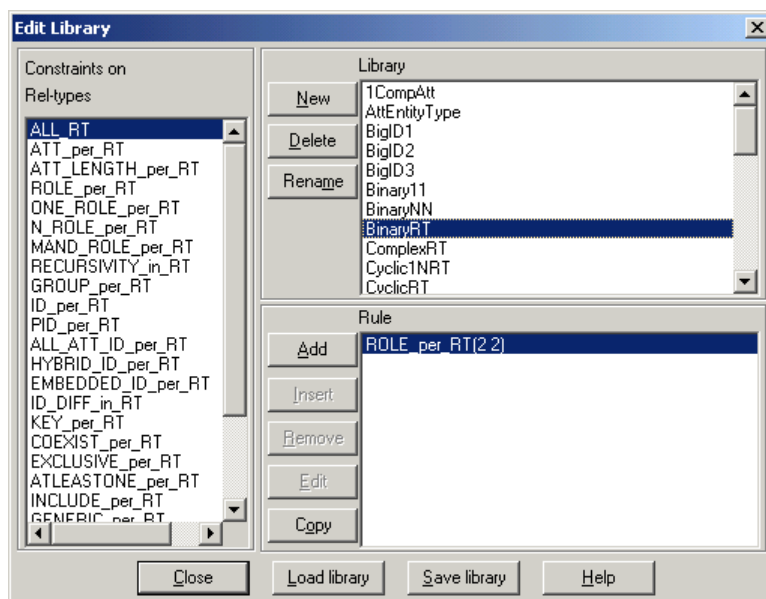 Edit Library
Constraints on
Rel-types
ALL_RT
ATT_per_RT
ATT_LENGTH_per_RT
ROLE_per_RT
ONE_ROLE_per_RT
N_ROLE_per_RT
MAND_ROLE_per_RT
RECURSIVITY_in_RT
GROUP_per_RT
ID_per_RT
PID_per_RT
ALL_ATT_ID_per_RT
HYBRID_ID_per_RT
EMBEDDED_ID_per_RT
ID_DIFF_in_RT
KEY_per_RT
COEXIST_per_RT
EXCLUSIVE_per_RT
ATLEASTONE_per_RT
INCLUDE_per_RT
GENERIC_per_RT
Library
New
Delete
Rename
1CompAtt
AttEntityType
BigID1
BigID2
BigID3
Binary11
BinaryNN
BinaryRT
ComplexRT
Cyclic1NRT
CyclicRT
Rule
Add
Insert
Remove
Edit
Copy
ROLE_per_RT(2 2)
Close
Load library
Save library
Help